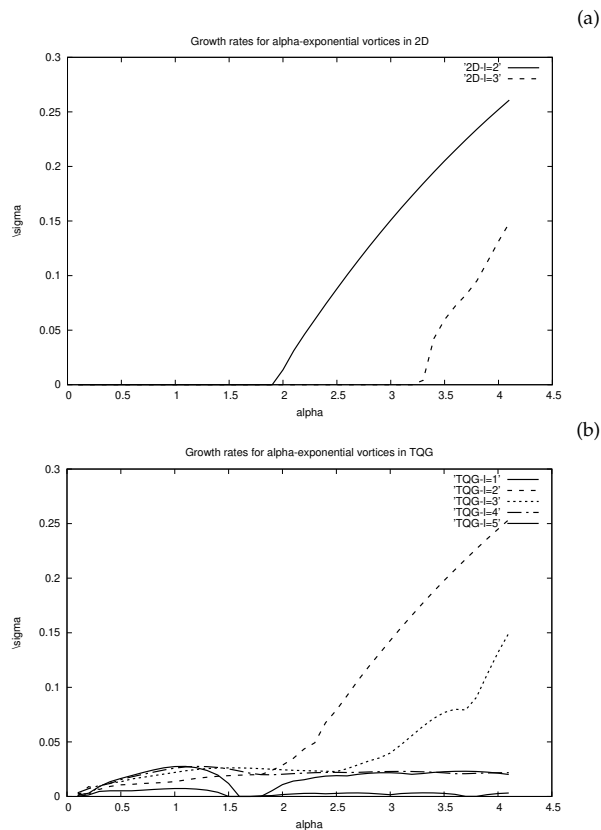 (a)
Growth rates for alpha-exponential vortices in 2D
'2D-l=2'
'2D-l=3'
0.3
0.25
0.2
0.15
0.1
0.05
0
\sigma
0 0.5 1 1.5 2 2.5 3 3.5 4 4.5
alpha
(b)
Growth rates for alpha-exponential vortices in TQG
'TQG-l=1'
'TQG-l=2'
'TQG-l=3'
'TQG-l=4'
'TQG-l=5'
0.3
0.25
0.2
0.15
0.1
0.05
0
\sigma
0 0.5 1 1.5 2 2.5 3 3.5 4 4.5
alpha